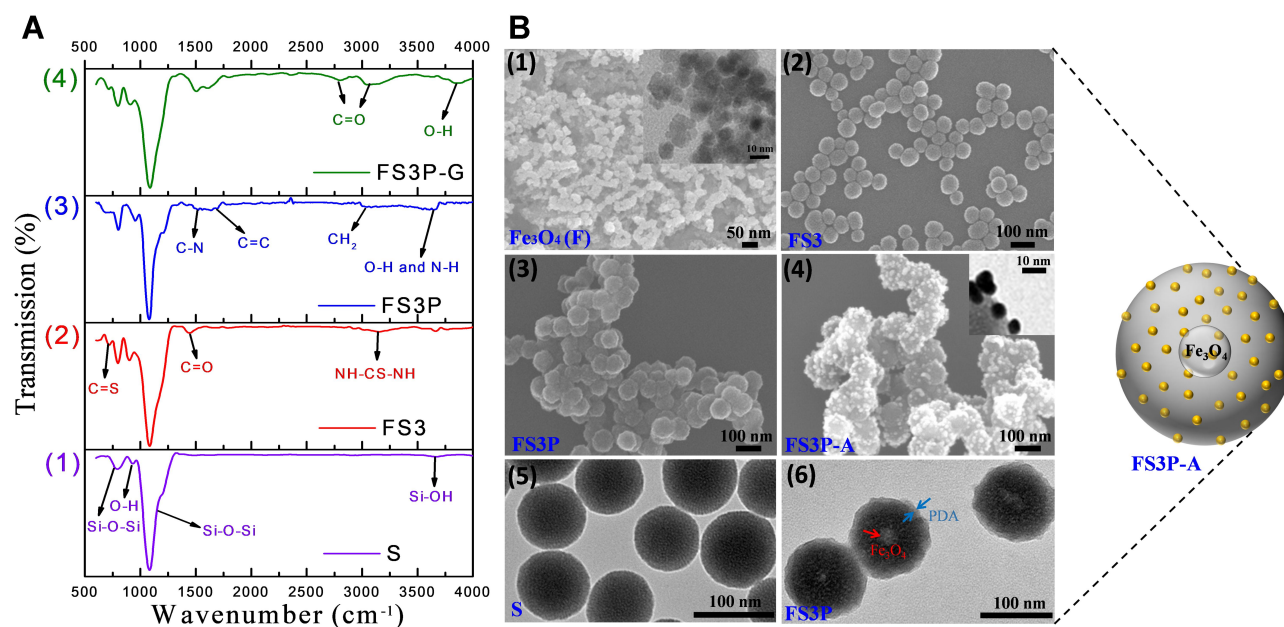 A
500 1000 1500 2000 2500 3000 3500 4000
(4)
C=O
O-H
FS3P-G
(3)
C-N
C=C
CH₂
O-H and N-H
FS3P
(2)
C=S
C=O
NH-CS-NH
FS3
(1)
Si-O-Si
O-H
Si-O-Si
Si-OH
S
500 1000 1500 2000 2500 3000 3500 4000
Wavenumber (cm⁻¹)
Transmission (%)
B
(1)
10 nm
Fe₃O₄ (F)
50 nm
(2)
FS3
100 nm
(3)
FS3P
100 nm
(4)
10 nm
FS3P-A
100 nm
(5)
S
100 nm
(6)
PDA
Fe₃O₄
FS3P
100 nm
Fe₃O₄
FS3P-A